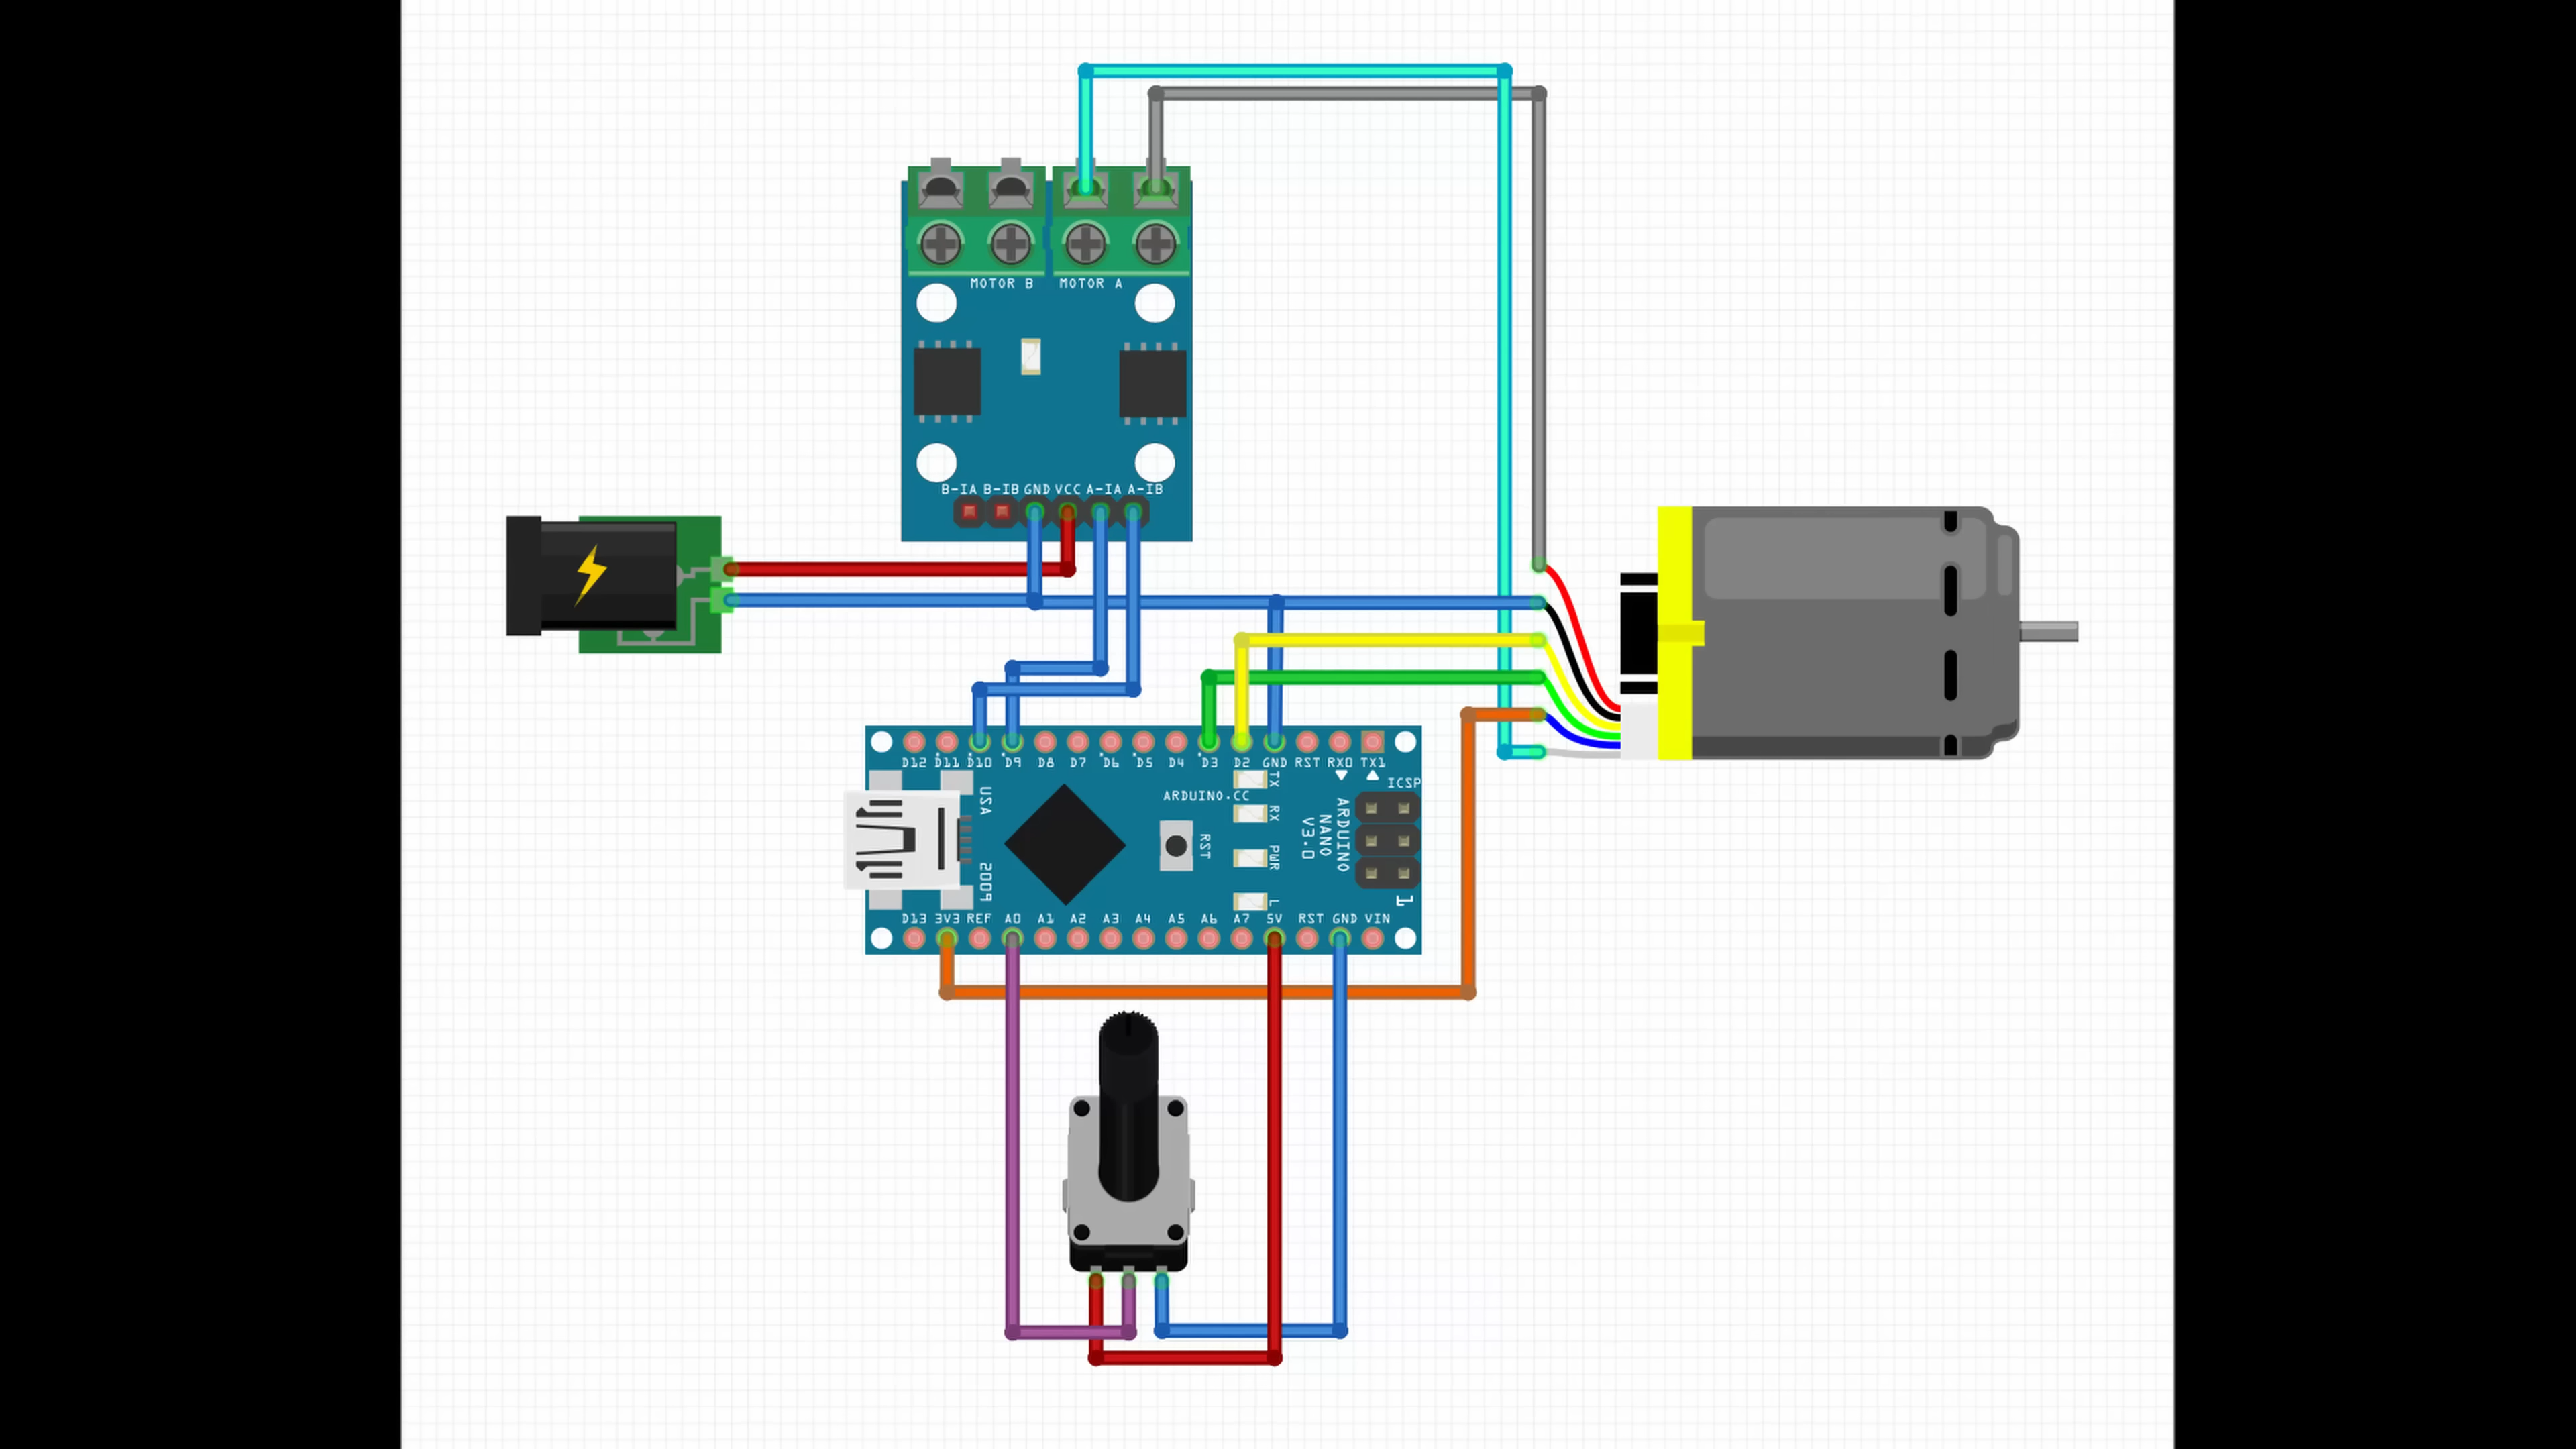 MOTOR B MOTOR A
B-IA B-IB GND VCC A-IA A-IB
D12 D11 D10 D9 D8 D7 D6 D5 D4 D3 D2 GND RST RX0 TX1
USA
TX
ICSP
ARDUINO.CC
RX
ARDUINO
NANO
V3.0
RST
PWR
2009
L
1
D13 3V3 REF A0 A1 A2 A3 A4 A5 A6 A7 5V RST GND VIN